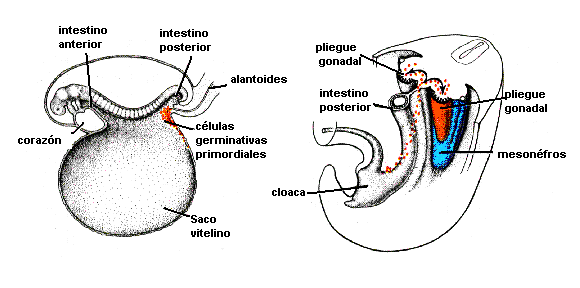 intestino
anterior
intestino
posterior
alantoides
corazón
células
germinativas
primordiales
Saco
vitelino
pliegue
gonadal
intestino
posterior
pliegue
gonadal
mesonéfros
cloaca